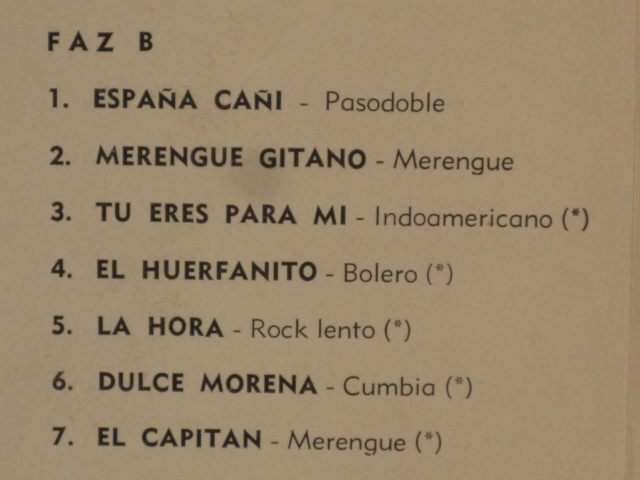 FAZ B
1. ESPAÑA CAÑI - Pasodoble
2. MERENGUE GITANO - Merengue
3. TU ERES PARA MI - Indoamericano (*)
4. EL HUERFANITO - Bolero (*)
5. LA HORA - Rock lento (*)
6. DULCE MORENA - Cumbia (*)
7. EL CAPITAN - Merengue (*)